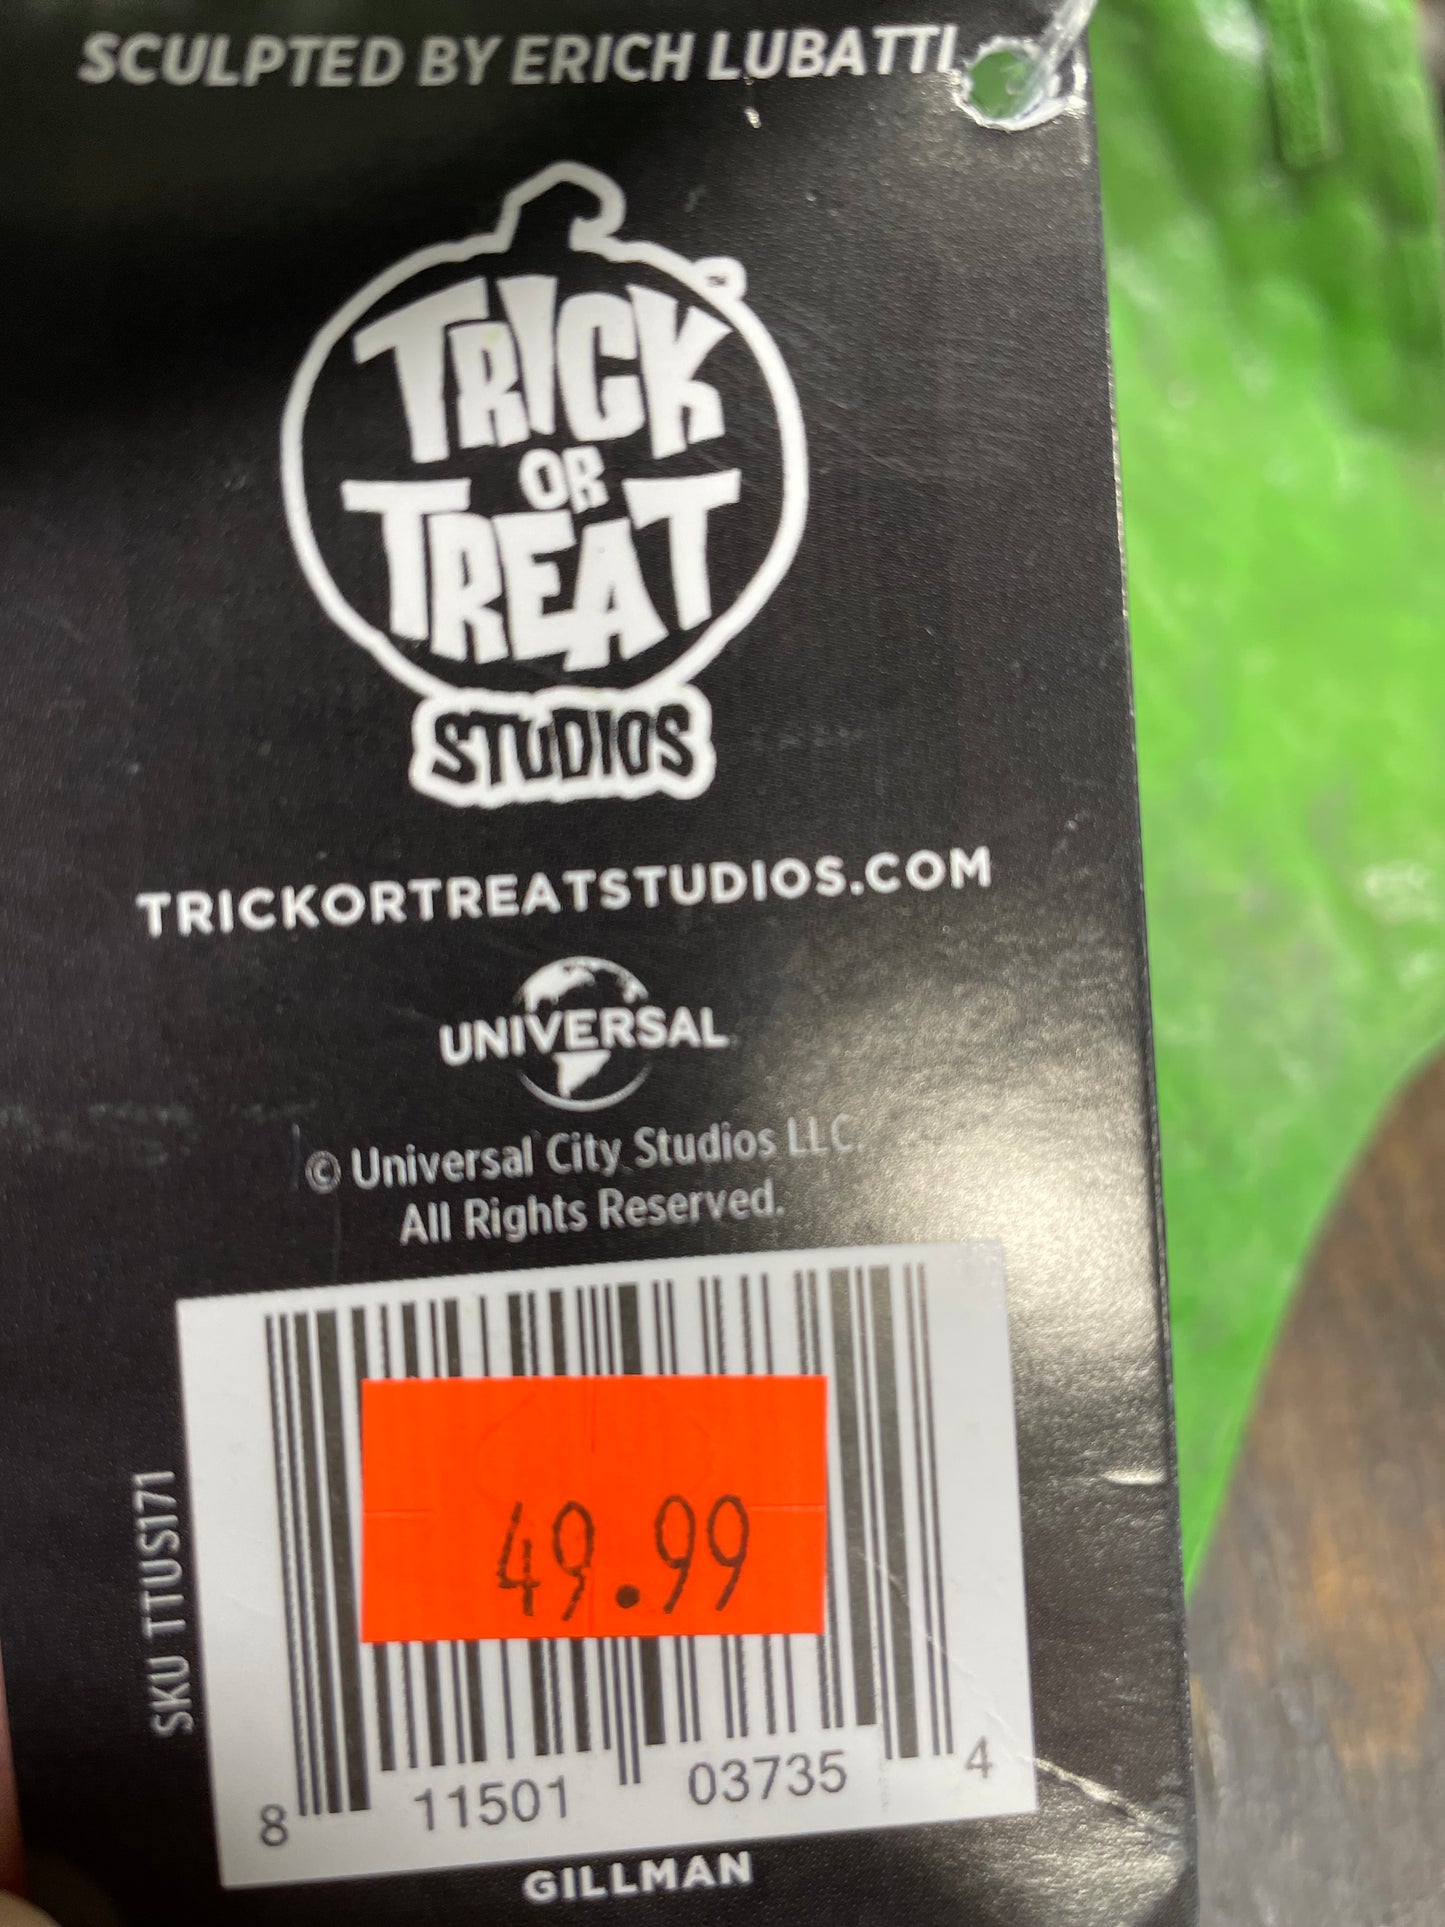 SCULPTED BY ERICH LUBATTI
TRICK
OR
TREAT
STUDIOS
TRICKORTREATSTUDIOS.COM
UNIVERSAL
© Universal City Studios LLC.
All Rights Reserved.
49.99
SKU TTUS171
8 11501 03735 4
GILLMAN